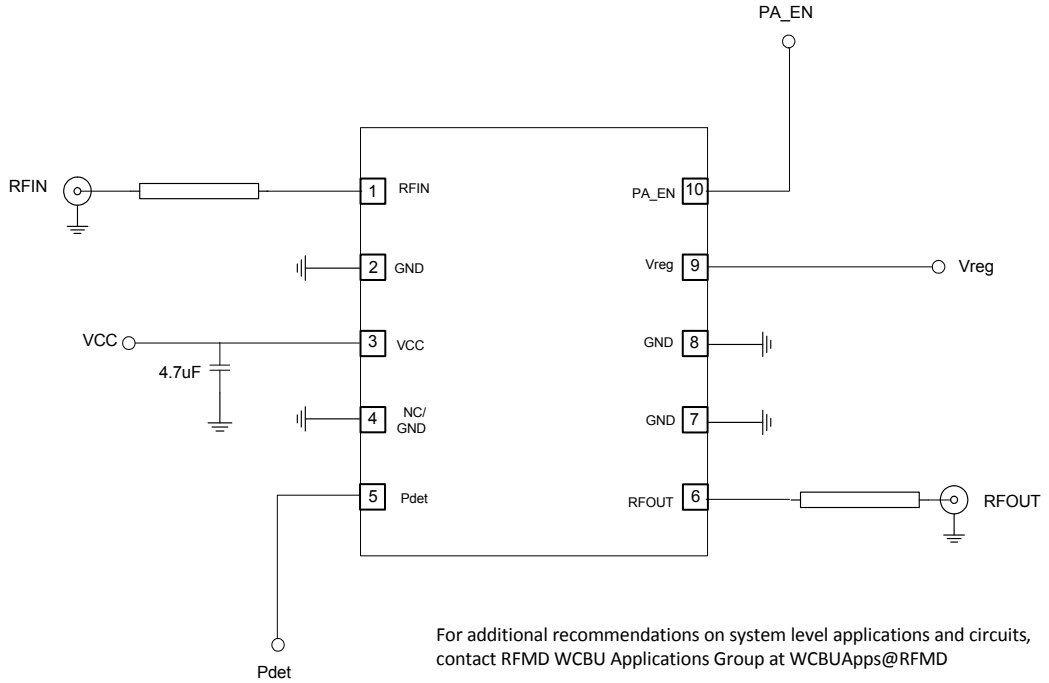 PA_EN
RFIN
1
RFIN
PA_EN
10
2
GND
Vreg
9
Vreg
VCC
3
VCC
GND
8
4.7uF
4
NC/
GND
GND
7
5
Pdet
RFOUT
6
RFOUT
For additional recommendations on system level applications and circuits,
contact RFMD WCBU Applications Group at WCBUApps@RFMD
Pdet